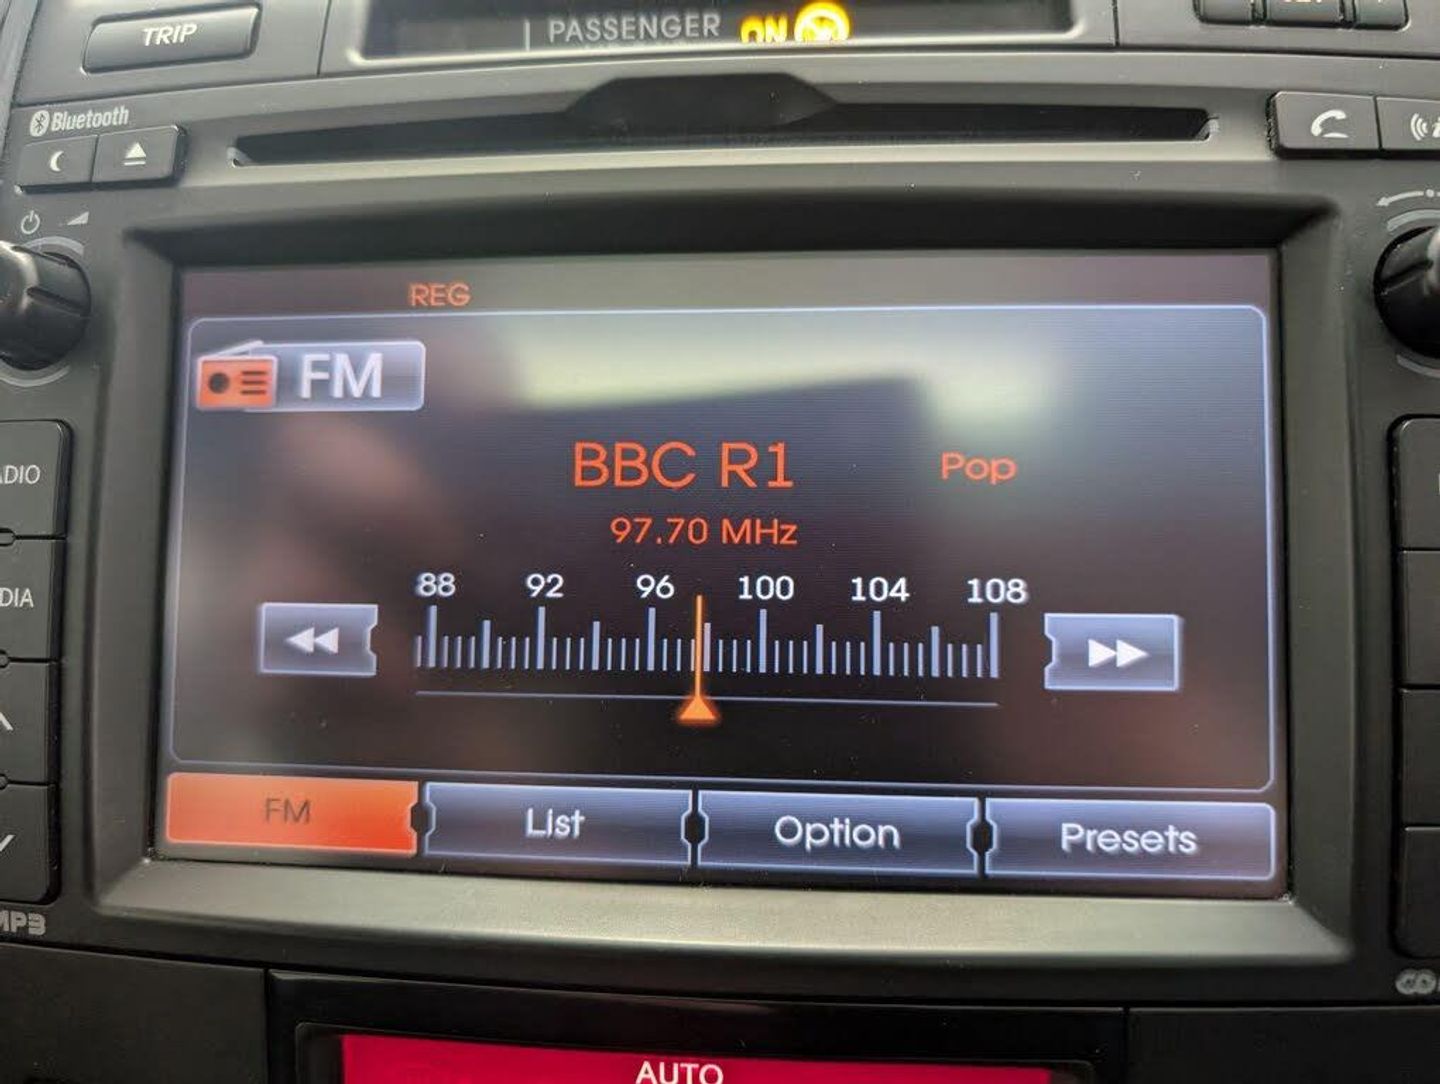 TRIP
PASSENGER ON
Bluetooth
REG
FM
BBC R1 Pop
97.70 MHz
88 92 96 100 104 108
FM List Option Presets
MP3
AUTO